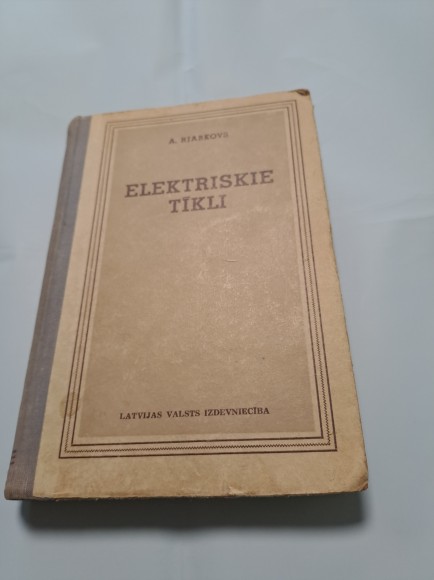 A. RJABKOVS
ELEKTRISKIE
TĪKLI
LATVIJAS VALSTS IZDEVNIECĪBA